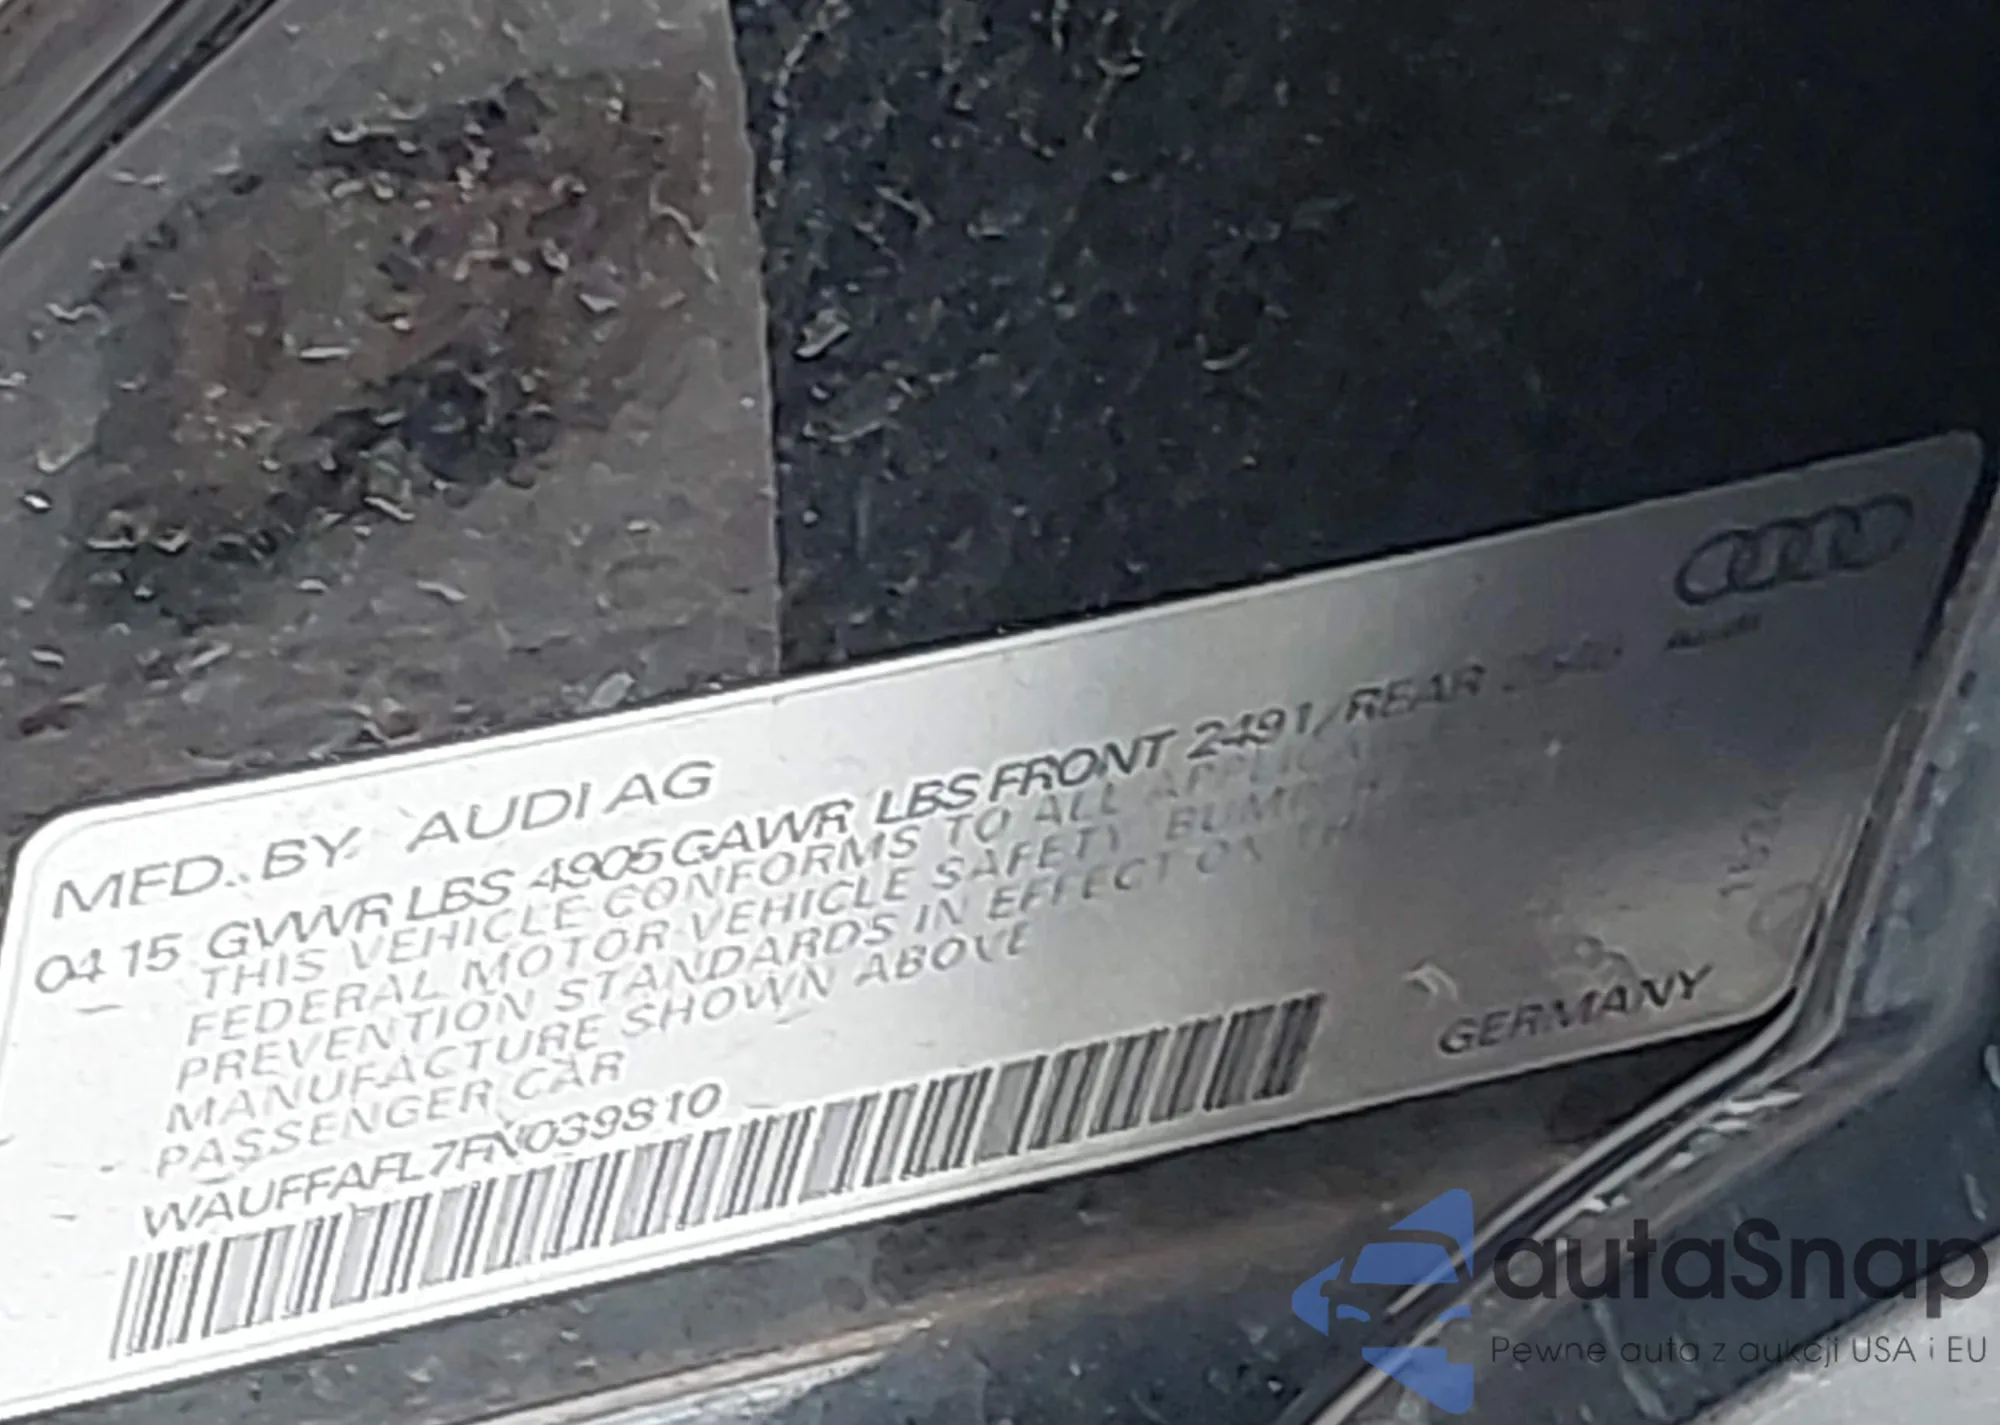 MFD. BY AUDI AG
04 15 GVWR LBS 4905 GAWR LBS FRONT 2491/REAR
THIS VEHICLE CONFORMS TO ALL
FEDERAL MOTOR VEHICLE SAFETY BUMPER
PREVENTION STANDARDS IN EFFECT ON THE
MANUFACTURE SHOWN ABOVE
PASSENGER CAR
WAUFFAFL7FN039810
GERMANY
autaSnap
Pewne auta z aukcji USA i EU